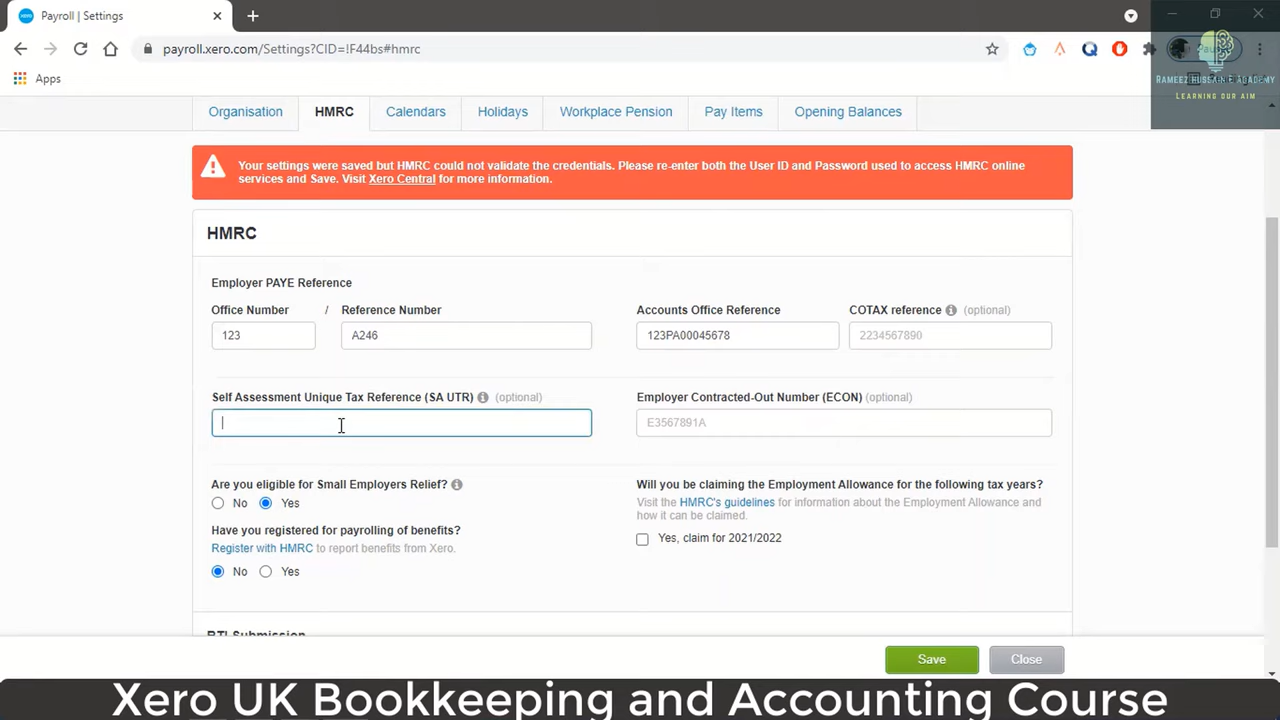 Payroll | Settings
payroll.xero.com/Settings?CID=!F44bs#hmrc
Apps
RAMEEZ HUSSAIN E ACADEMY
LEARNING OUR AIM
Organisation HMRC Calendars Holidays Workplace Pension Pay Items Opening Balances
Your settings were saved but HMRC could not validate the credentials. Please re-enter both the User ID and Password used to access HMRC online
services and Save. Visit Xero Central for more information.
HMRC
Employer PAYE Reference
Office Number / Reference Number Accounts Office Reference COTAX reference (optional)
123 A246 123PA00045678 2234567890
Self Assessment Unique Tax Reference (SA UTR) (optional) Employer Contracted-Out Number (ECON) (optional)
E3567891A
Are you eligible for Small Employers Relief? Will you be claiming the Employment Allowance for the following tax years?
No Yes Visit the HMRC's guidelines for information about the Employment Allowance and
how it can be claimed.
Have you registered for payrolling of benefits?
Yes, claim for 2021/2022
Register with HMRC to report benefits from Xero.
No Yes
RTI Submission
Save Close
Xero UK Bookkeeping and Accounting Course